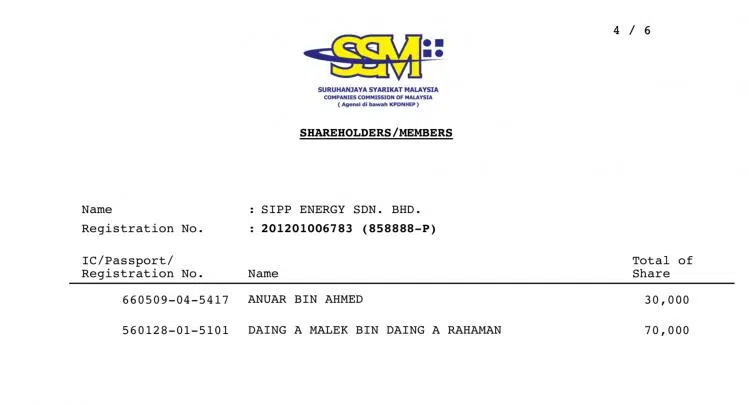 4 / 6
SSM
SURUHANJAYA SYARIKAT MALAYSIA
COMPANIES COMMISSION OF MALAYSIA
( Agensi di bawah KPDNHEP )
SHAREHOLDERS/MEMBERS
Name : SIPP ENERGY SDN. BHD.
Registration No. : 201201006783 (858888-P)
IC/Passport/ Total of
Registration No. Name Share
660509-04-5417 ANUAR BIN AHMED 30,000
560128-01-5101 DAING A MALEK BIN DAING A RAHAMAN 70,000